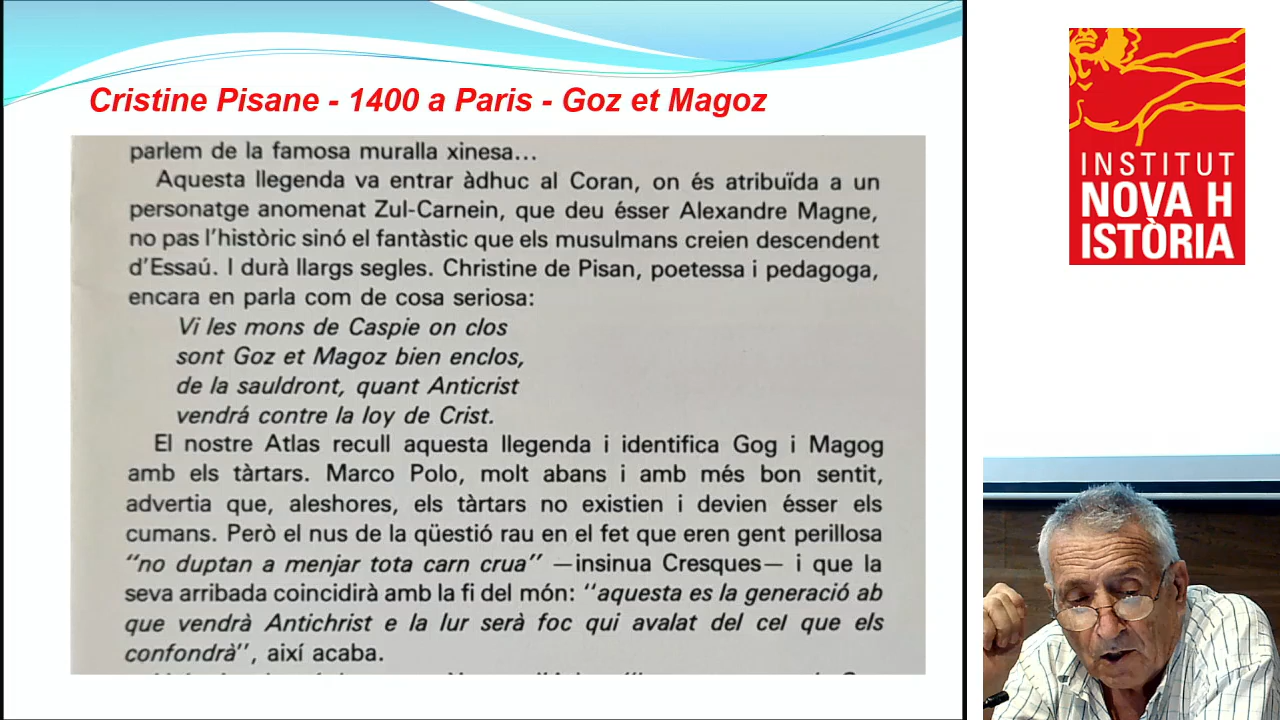 Cristine Pisane - 1400 a Paris - Goz et Magoz
parlem de la famosa muralla xinesa...
Aquesta llegenda va entrar àdhuc al Coran, on és atribuïda a un
personatge anomenat Zul-Carnein, que deu ésser Alexandre Magne,
no pas l'històric sinó el fantàstic que els musulmans creien descendent
d'Essaú. I durà llargs segles. Christine de Pisan, poetessa i pedagoga,
encara en parla com de cosa seriosa:
Vi les mons de Caspie on clos
sont Goz et Magoz bien enclos,
de la sauldront, quant Anticrist
vendrá contre la loy de Crist.
El nostre Atlas recull aquesta llegenda i identifica Gog i Magog
amb els tàrtars. Marco Polo, molt abans i amb més bon sentit,
advertia que, aleshores, els tàrtars no existien i devien ésser els
cumans. Però el nus de la qüestió rau en el fet que eren gent perillosa
"no duptan a menjar tota carn crua" —insinua Cresques— i que la
seva arribada coincidirà amb la fi del món: "aquesta es la generació ab
que vendrà Antichrist e la lur serà foc qui avalat del cel que els
confondrà", així acaba.
INSTITUT
NOVA H
ISTÒRIA